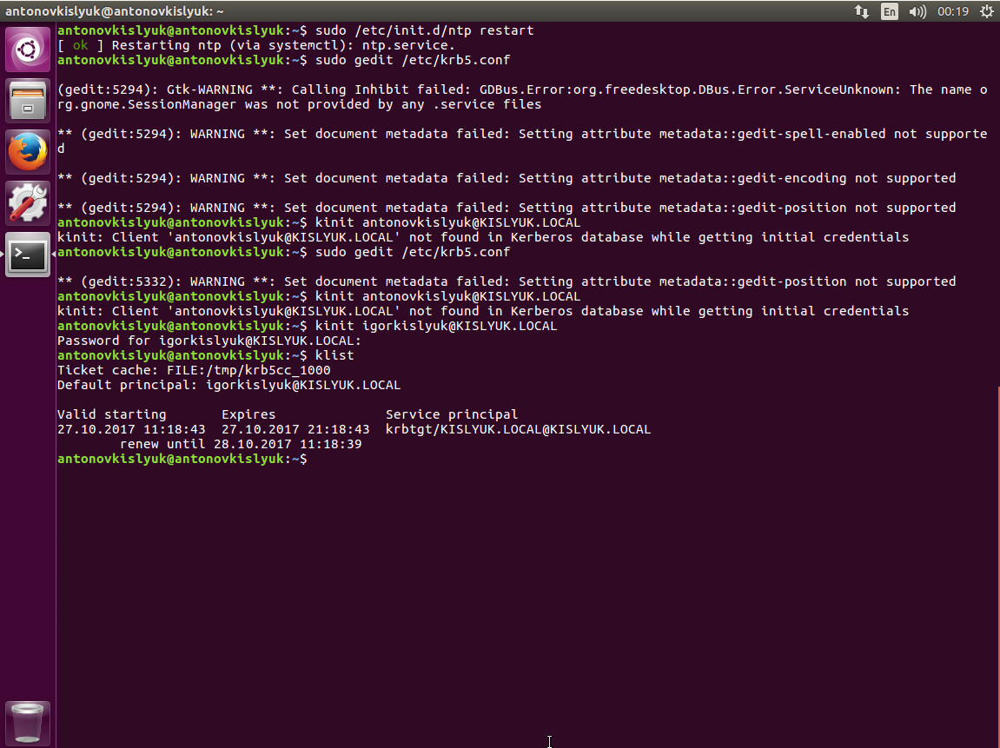 antonovkislyuk@antonovkislyuk: ~ En 00:19
antonovkislyuk@antonovkislyuk:~$ sudo /etc/init.d/ntp restart
[ ok ] Restarting ntp (via systemctl): ntp.service.
antonovkislyuk@antonovkislyuk:~$ sudo gedit /etc/krb5.conf
(gedit:5294): Gtk-WARNING **: Calling Inhibit failed: GDBus.Error:org.freedesktop.DBus.Error.ServiceUnknown: The name o
rg.gnome.SessionManager was not provided by any .service files
** (gedit:5294): WARNING **: Set document metadata failed: Setting attribute metadata::gedit-spell-enabled not supporte
d
** (gedit:5294): WARNING **: Set document metadata failed: Setting attribute metadata::gedit-encoding not supported
** (gedit:5294): WARNING **: Set document metadata failed: Setting attribute metadata::gedit-position not supported
antonovkislyuk@antonovkislyuk:~$ kinit antonovkislyuk@KISLYUK.LOCAL
kinit: Client 'antonovkislyuk@KISLYUK.LOCAL' not found in Kerberos database while getting initial credentials
antonovkislyuk@antonovkislyuk:~$ sudo gedit /etc/krb5.conf
** (gedit:5332): WARNING **: Set document metadata failed: Setting attribute metadata::gedit-position not supported
antonovkislyuk@antonovkislyuk:~$ kinit antonovkislyuk@KISLYUK.LOCAL
kinit: Client 'antonovkislyuk@KISLYUK.LOCAL' not found in Kerberos database while getting initial credentials
antonovkislyuk@antonovkislyuk:~$ kinit igorkislyuk@KISLYUK.LOCAL
Password for igorkislyuk@KISLYUK.LOCAL:
antonovkislyuk@antonovkislyuk:~$ klist
Ticket cache: FILE:/tmp/krb5cc_1000
Default principal: igorkislyuk@KISLYUK.LOCAL
Valid starting       Expires              Service principal
27.10.2017 11:18:43  27.10.2017 21:18:43  krbtgt/KISLYUK.LOCAL@KISLYUK.LOCAL
        renew until 28.10.2017 11:18:39
antonovkislyuk@antonovkislyuk:~$